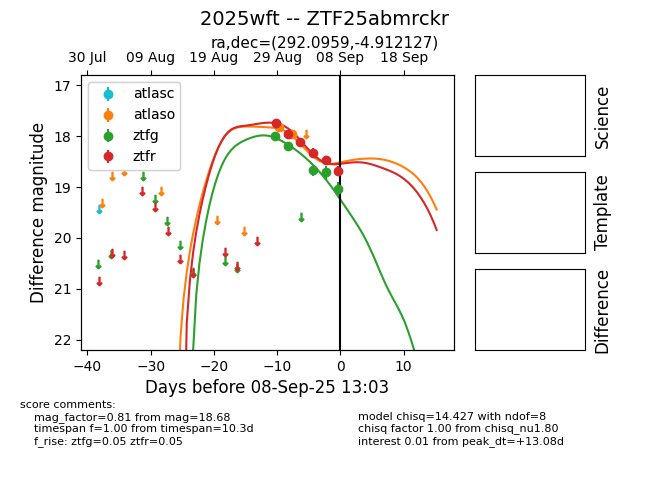 2025wft -- ZTF25abmrckr
ra,dec=(292.0959,-4.912127)
30 Jul 09 Aug 19 Aug 29 Aug 08 Sep 18 Sep
17
18
19
20
21
22
Difference magnitude
atlasc
atlaso
ztfg
ztfr
−40 −30 −20 −10 0 10
Days before 08-Sep-25 13:03
Science
Template
Difference
score comments:
mag_factor=0.81 from mag=18.68
timespan f=1.00 from timespan=10.3d
f_rise: ztfg=0.05 ztfr=0.05
model chisq=14.427 with ndof=8
chisq factor 1.00 from chisq_nu1.80
interest 0.01 from peak_dt=+13.08d